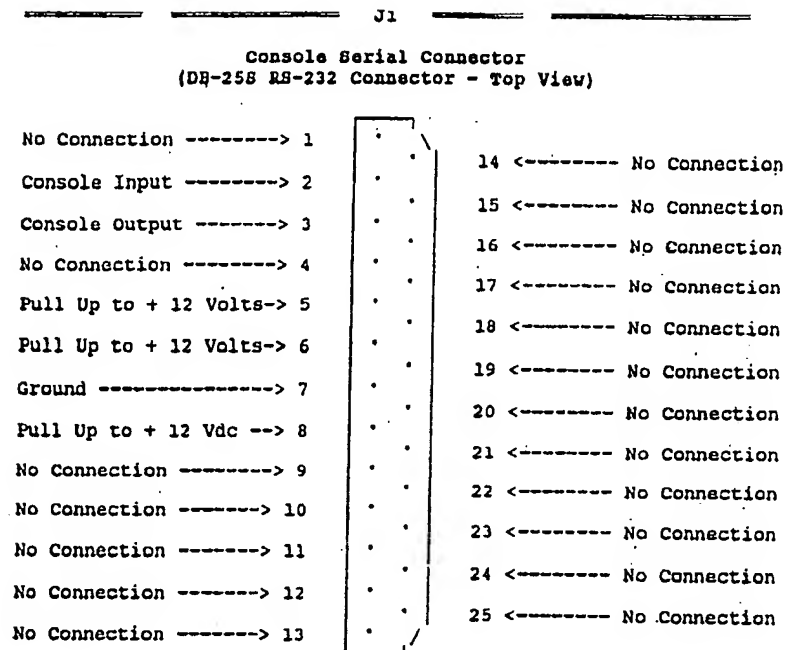 J1
Console Serial Connector
(DB-25S RS-232 Connector - Top View)
No Connection --------> 1
Console Input --------> 2
Console Output -------> 3
No Connection --------> 4
Pull Up to + 12 Volts-> 5
Pull Up to + 12 Volts-> 6
Ground ---------------> 7
Pull Up to + 12 Vdc --> 8
No Connection --------> 9
No Connection -------> 10
No Connection -------> 11
No Connection -------> 12
No Connection -------> 13
14 <-------- No Connection
15 <-------- No Connection
16 <-------- No Connection
17 <-------- No Connection
18 <-------- No Connection
19 <-------- No Connection
20 <-------- No Connection
21 <-------- No Connection
22 <-------- No Connection
23 <-------- No Connection
24 <-------- No Connection
25 <-------- No Connection